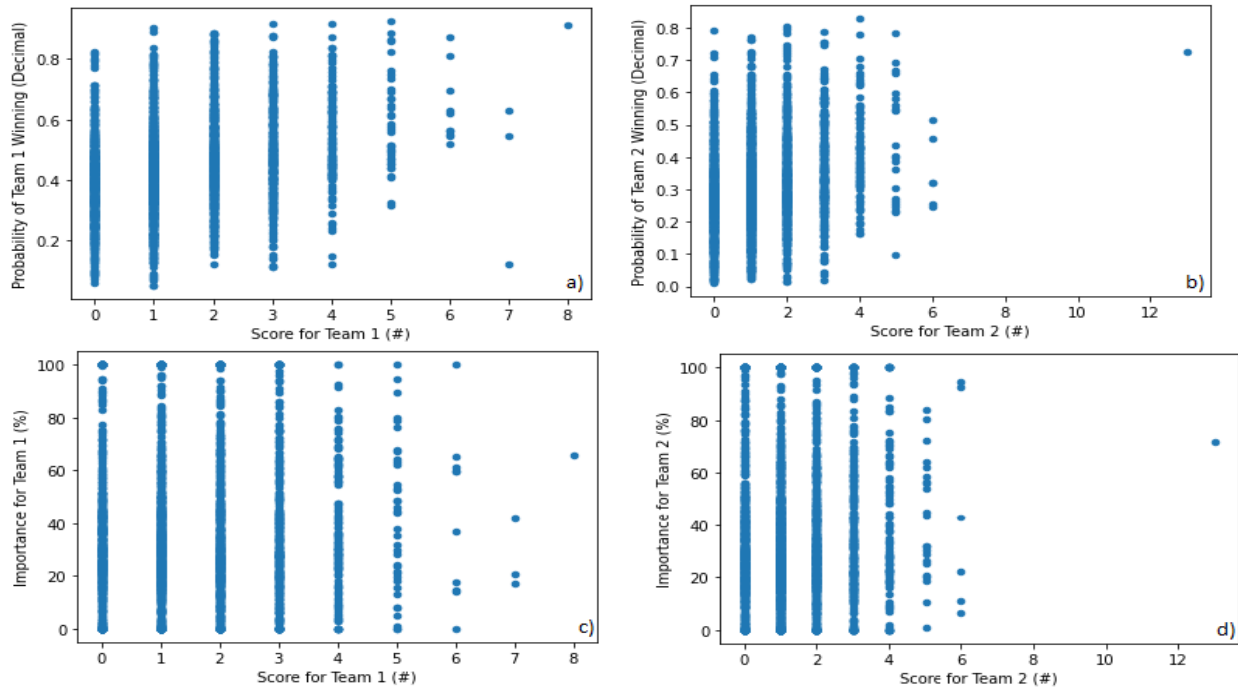 0.8
0.6
0.4
0.2
Probability of Team 1 Winning (Decimal)
a)
0 1 2 3 4 5 6 7 8
Score for Team 1 (#)
0.8
0.7
0.6
0.5
0.4
0.3
0.2
0.1
0.0
Probability of Team 2 Winning (Decimal)
b)
0 2 4 6 8 10 12
Score for Team 2 (#)
100
80
60
40
20
0
Importance for Team 1 (%)
c)
0 1 2 3 4 5 6 7 8
Score for Team 1 (#)
100
80
60
40
20
0
Importance for Team 2 (%)
d)
0 2 4 6 8 10 12
Score for Team 2 (#)